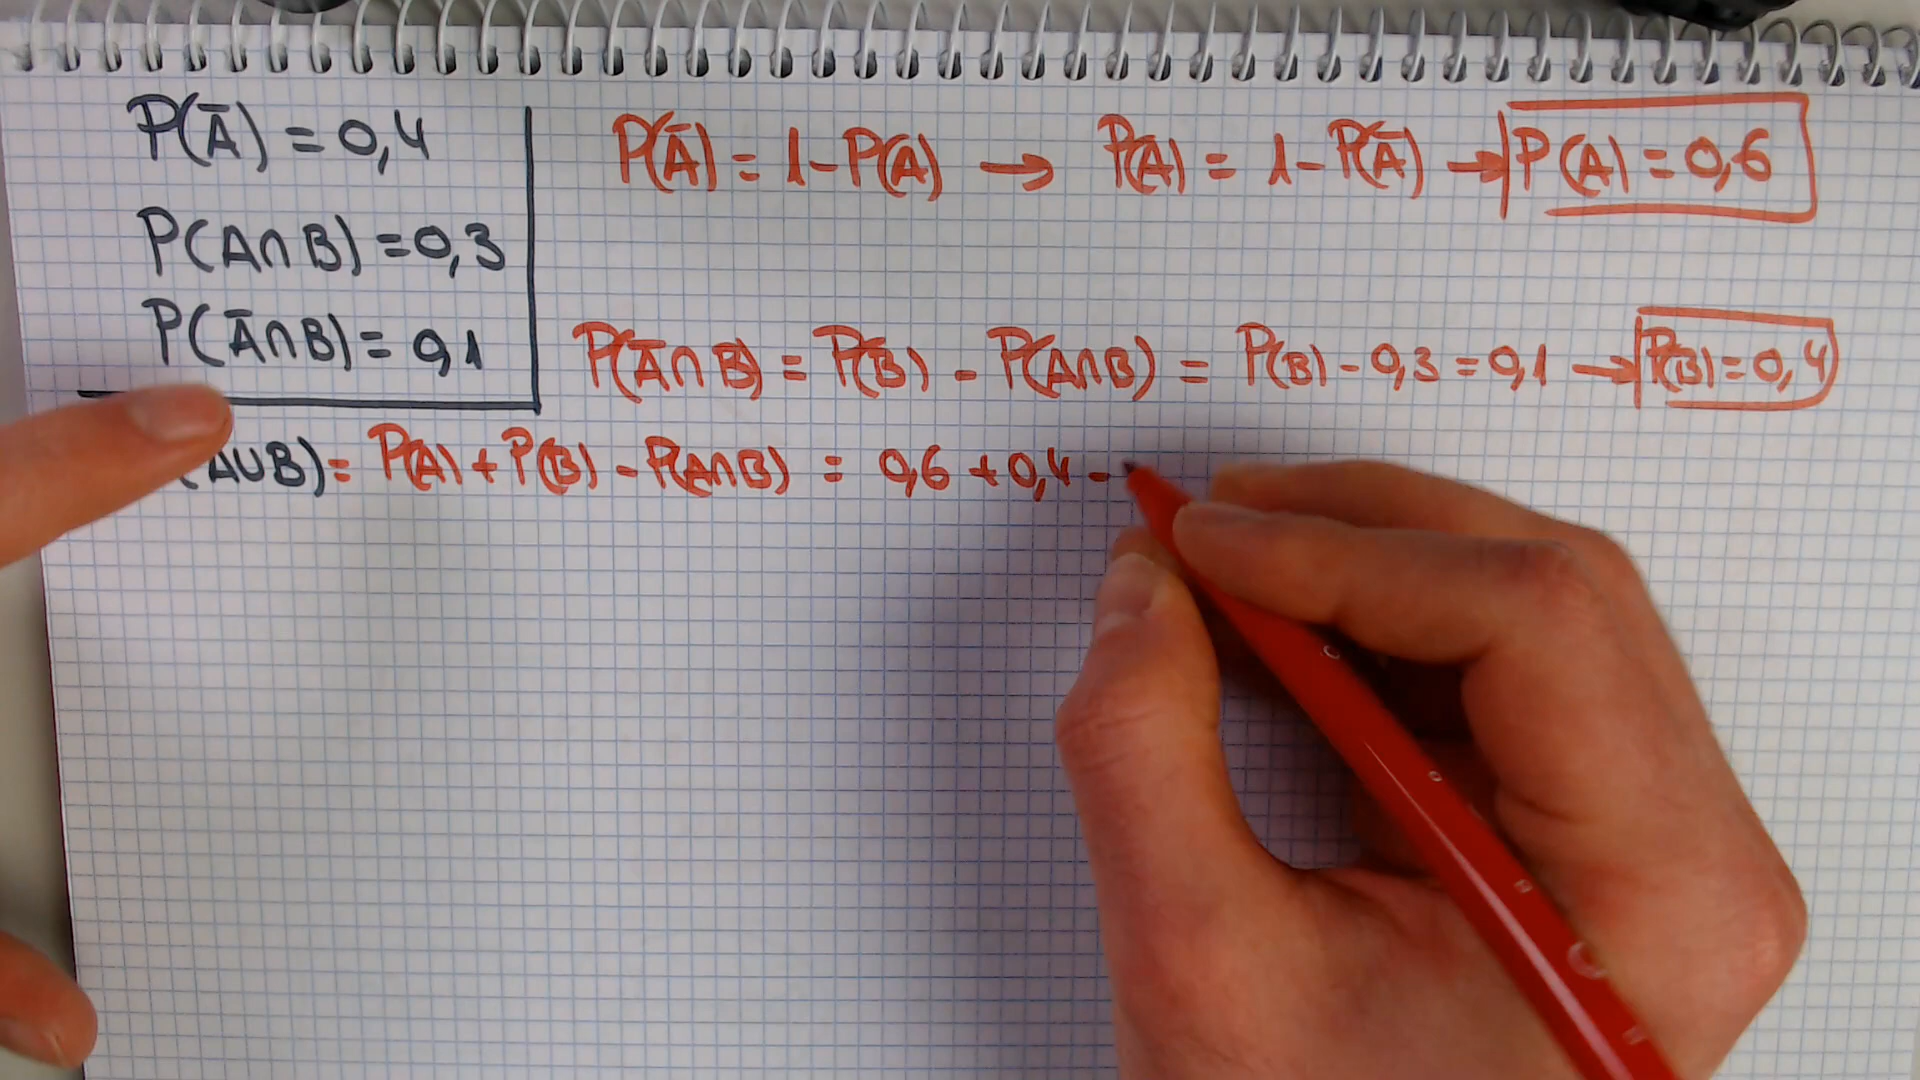 P(Ā) = 0,4
P(A∩B) = 0,3
P(Ā∩B) = 0,1
P(Ā) = 1 - P(A) → P(A) = 1 - P(Ā) → P(A) = 0,6
P(Ā∩B) = P(B) - P(A∩B) = P(B) - 0,3 = 0,1 → P(B) = 0,4
(A∪B) = P(A) + P(B) - P(A∩B) = 0,6 + 0,4 -